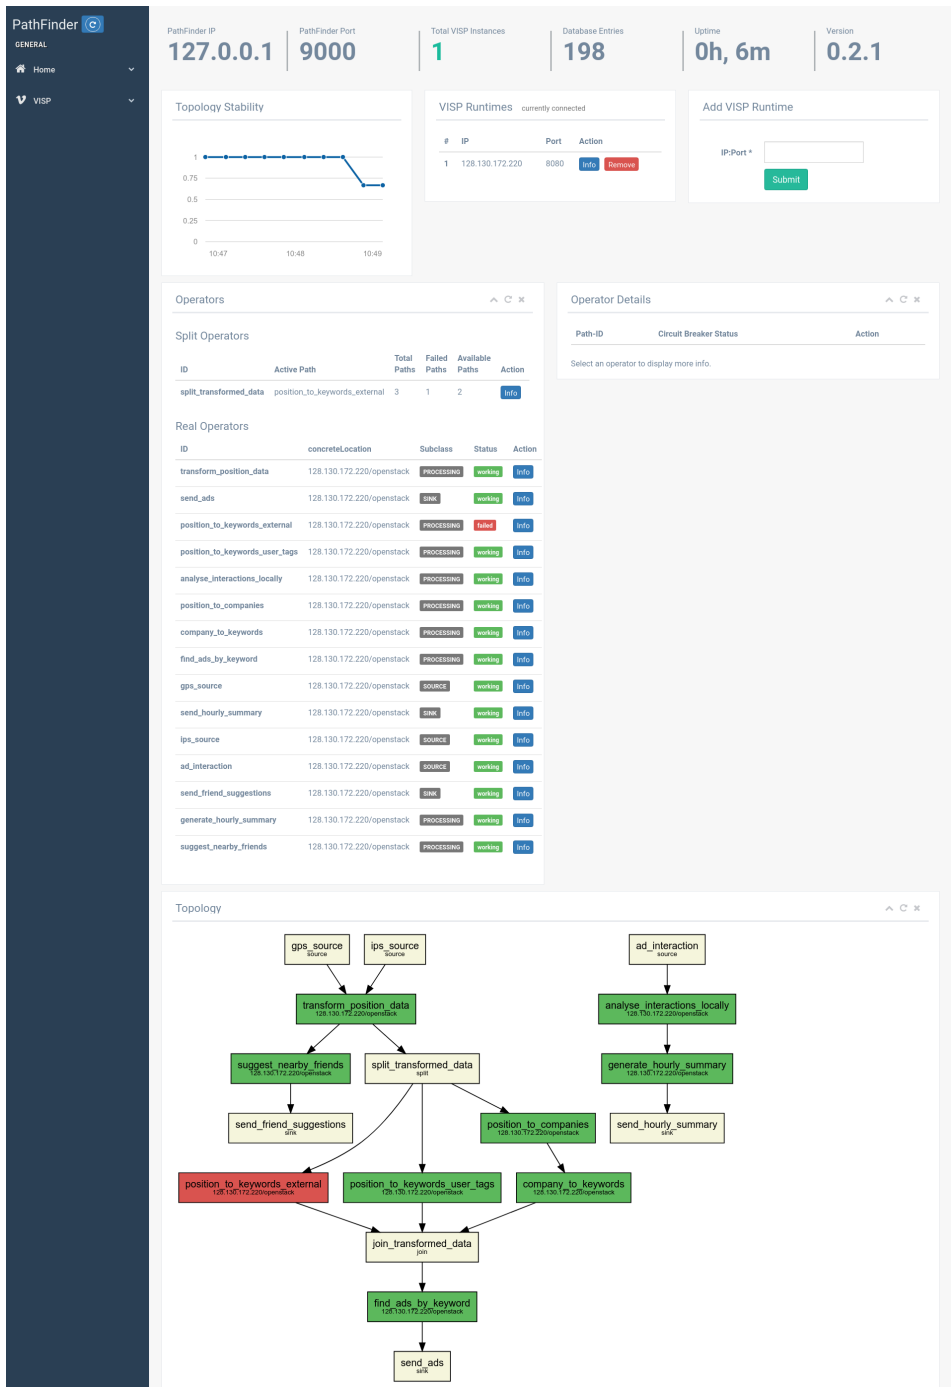 PathFinder
GENERAL
Home
VISP
PathFinder IP
127.0.0.1
PathFinder Port
9000
Total VISP Instances
1
Database Entries
198
Uptime
0h, 6m
Version
0.2.1
Topology Stability
1
0.75
0.5
0.25
0
10:47 10:48 10:49
VISP Runtimes currently connected
# IP Port Action
1 128.130.172.220 8080 Info Remove
Add VISP Runtime
IP:Port *
Submit
Operators
Split Operators
ID Active Path Total Paths Failed Paths Available Paths Action
split_transformed_data position_to_keywords_external 3 1 2 Info
Real Operators
ID concreteLocation Subclass Status Action
transform_position_data 128.130.172.220/openstack PROCESSING working Info
send_ads 128.130.172.220/openstack SINK working Info
position_to_keywords_external 128.130.172.220/openstack PROCESSING failed Info
position_to_keywords_user_tags 128.130.172.220/openstack PROCESSING working Info
analyse_interactions_locally 128.130.172.220/openstack PROCESSING working Info
position_to_companies 128.130.172.220/openstack PROCESSING working Info
company_to_keywords 128.130.172.220/openstack PROCESSING working Info
find_ads_by_keyword 128.130.172.220/openstack PROCESSING working Info
gps_source 128.130.172.220/openstack SOURCE working Info
send_hourly_summary 128.130.172.220/openstack SINK working Info
ips_source 128.130.172.220/openstack SOURCE working Info
ad_interaction 128.130.172.220/openstack SOURCE working Info
send_friend_suggestions 128.130.172.220/openstack SINK working Info
generate_hourly_summary 128.130.172.220/openstack PROCESSING working Info
suggest_nearby_friends 128.130.172.220/openstack PROCESSING working Info
Operator Details
Path-ID Circuit Breaker Status Action
Select an operator to display more info.
Topology
gps_source
source
ips_source
source
ad_interaction
source
transform_position_data
128.130.172.220/openstack
analyse_interactions_locally
128.130.172.220/openstack
suggest_nearby_friends
128.130.172.220/openstack
split_transformed_data
split
generate_hourly_summary
128.130.172.220/openstack
send_friend_suggestions
sink
position_to_companies
128.130.172.220/openstack
send_hourly_summary
sink
position_to_keywords_external
128.130.172.220/openstack
position_to_keywords_user_tags
128.130.172.220/openstack
company_to_keywords
128.130.172.220/openstack
join_transformed_data
join
find_ads_by_keyword
128.130.172.220/openstack
send_ads
sink